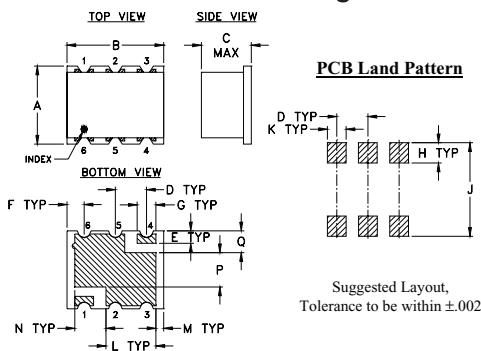 TOP VIEW
SIDE VIEW
B
C
MAX
1 2 3
A
INDEX
6 5 4
BOTTOM VIEW
D TYP
F TYP
G TYP
6 5 4
E TYP
Q
P
1 2 3
N TYP
M TYP
L TYP
PCB Land Pattern
D TYP
K TYP
H TYP
J
Suggested Layout,
Tolerance to be within ±.002